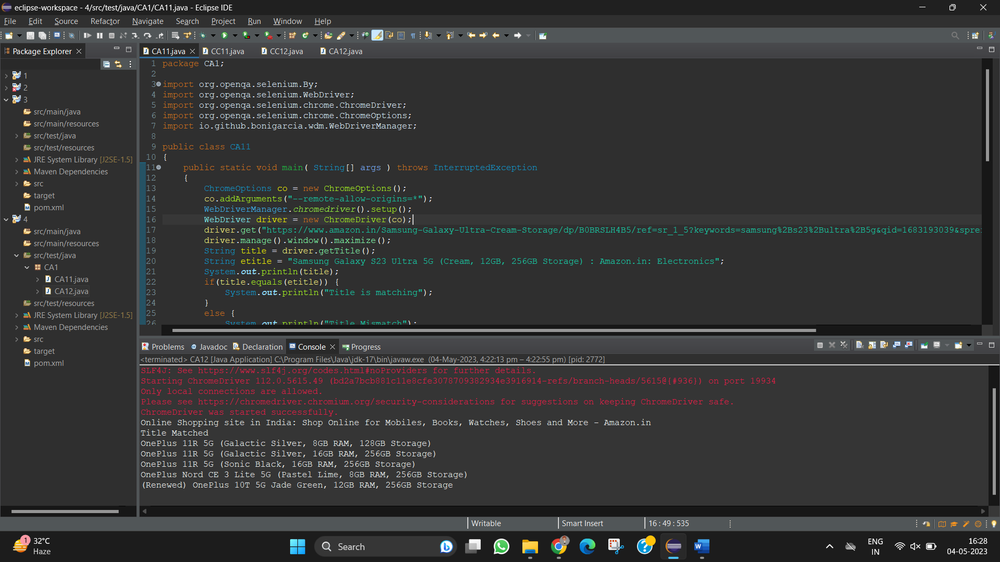 eclipse-workspace - 4/src/test/java/CA1/CA11.java - Eclipse IDE
File Edit Source Refactor Navigate Search Project Run Window Help
Package Explorer
1
2
3
src/main/java
src/main/resources
src/test/java
src/test/resources
JRE System Library [J2SE-1.5]
Maven Dependencies
src
target
pom.xml
4
src/main/java
src/main/resources
src/test/java
CA1
CA11.java
CA12.java
src/test/resources
JRE System Library [J2SE-1.5]
Maven Dependencies
src
target
pom.xml
CA11.java CC11.java CC12.java CA12.java
1 package CA1;
2
3 import org.openqa.selenium.By;
4 import org.openqa.selenium.WebDriver;
5 import org.openqa.selenium.chrome.ChromeDriver;
6 import org.openqa.selenium.chrome.ChromeOptions;
7 import io.github.bonigarcia.wdm.WebDriverManager;
8
9 public class CA11
10 {
11 public static void main( String[] args ) throws InterruptedException
12 {
13 ChromeOptions co = new ChromeOptions();
14 co.addArguments("--remote-allow-origins=*");
15 WebDriverManager.chromedriver().setup();
16 WebDriver driver = new ChromeDriver(co);
17 driver.get("https://www.amazon.in/Samsung-Galaxy-Ultra-Cream-Storage/dp/B0BRSLH4B5/ref=sr_1_5?keywords=samsung%2Bs23%2Bultra%2B5g&qid=1683193039&spre
18 driver.manage().window().maximize();
19 String title = driver.getTitle();
20 String etitle = "Samsung Galaxy S23 Ultra 5G (Cream, 12GB, 256GB Storage) : Amazon.in: Electronics";
21 System.out.println(title);
22 if(title.equals(etitle)) {
23 System.out.println("Title is matching");
24 }
25 else {
26 System.out.println("Title Mismatch");
Problems Javadoc Declaration Console Progress
<terminated> CA12 [Java Application] C:\Program Files\Java\jdk-17\bin\javaw.exe (04-May-2023, 4:22:13 pm – 4:22:55 pm) [pid: 2772]
SLF4J: See https://www.slf4j.org/codes.html#noProviders for further details.
Starting ChromeDriver 112.0.5615.49 (bd2a7bcb881c11e8cfe3078709382934e3916914-refs/branch-heads/5615@{#936}) on port 19934
Only local connections are allowed.
Please see https://chromedriver.chromium.org/security-considerations for suggestions on keeping ChromeDriver safe.
ChromeDriver was started successfully.
Online Shopping site in India: Shop Online for Mobiles, Books, Watches, Shoes and More - Amazon.in
Title Matched
OnePlus 11R 5G (Galactic Silver, 8GB RAM, 128GB Storage)
OnePlus 11R 5G (Galactic Silver, 16GB RAM, 256GB Storage)
OnePlus 11R 5G (Sonic Black, 16GB RAM, 256GB Storage)
OnePlus Nord CE 3 Lite 5G (Pastel Lime, 8GB RAM, 256GB Storage)
(Renewed) OnePlus 10T 5G Jade Green, 12GB RAM, 256GB Storage
Writable Smart Insert 16 : 49 : 535
1
32°C
Haze
Search
ENG
IN
16:28
04-05-2023